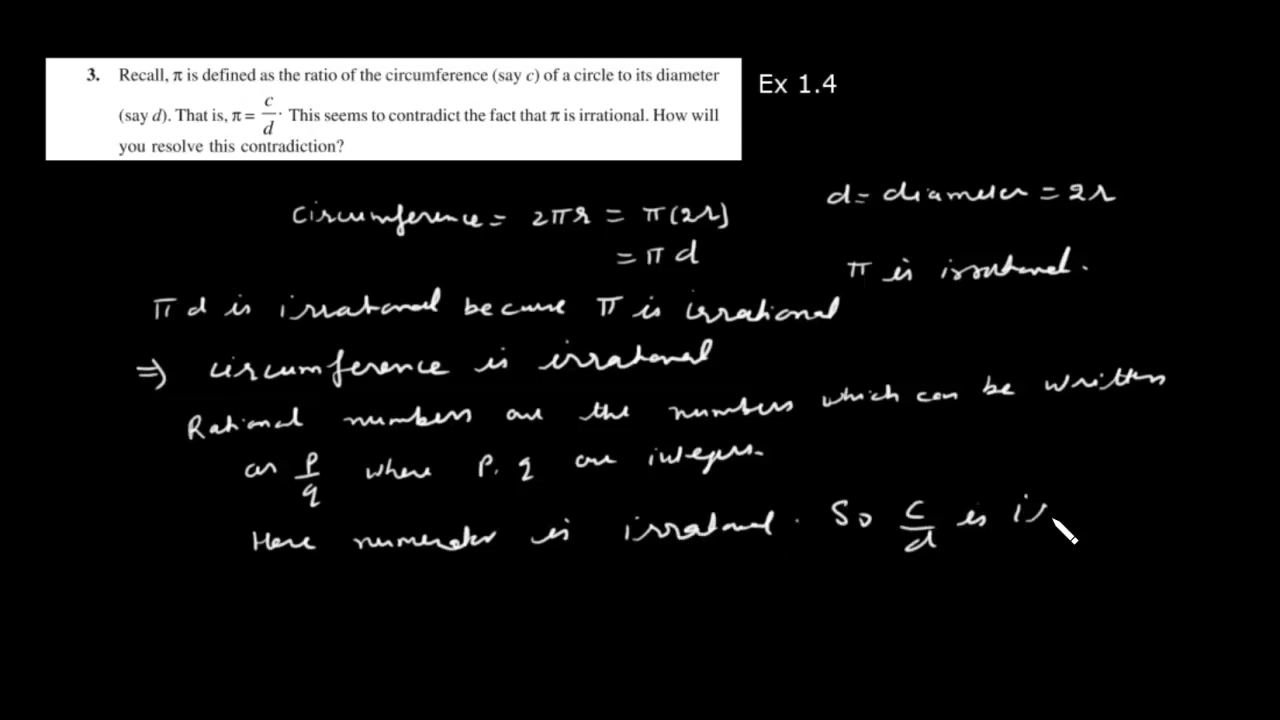 3. Recall, π is defined as the ratio of the circumference (say c) of a circle to its diameter
(say d). That is, π = c/d. This seems to contradict the fact that π is irrational. How will
you resolve this contradiction?
Ex 1.4
circumference = 2πr = π(2r)
= π d
d = diameter = 2r
π is irrational.
π d is irrational because π is irrational
⇒ circumference is irrational
Rational numbers are the numbers which can be written
as p/q where p, q are integers.
Here numerator is irrational. So c/d is ir